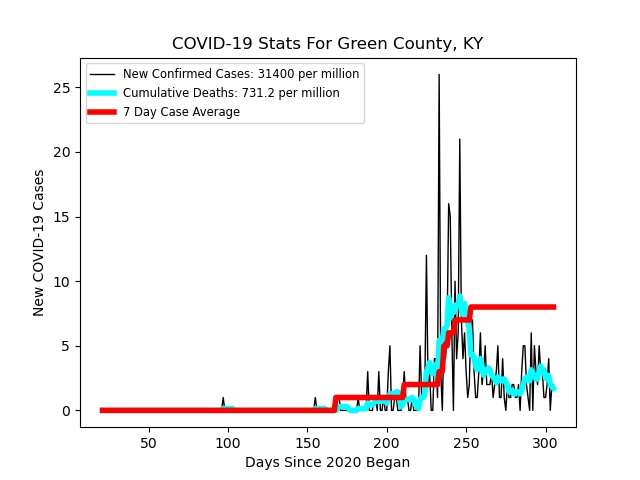 COVID-19 Stats For Green County, KY
New Confirmed Cases: 31400 per million
Cumulative Deaths: 731.2 per million
7 Day Case Average
New COVID-19 Cases
25
20
15
10
5
0
50 100 150 200 250 300
Days Since 2020 Began